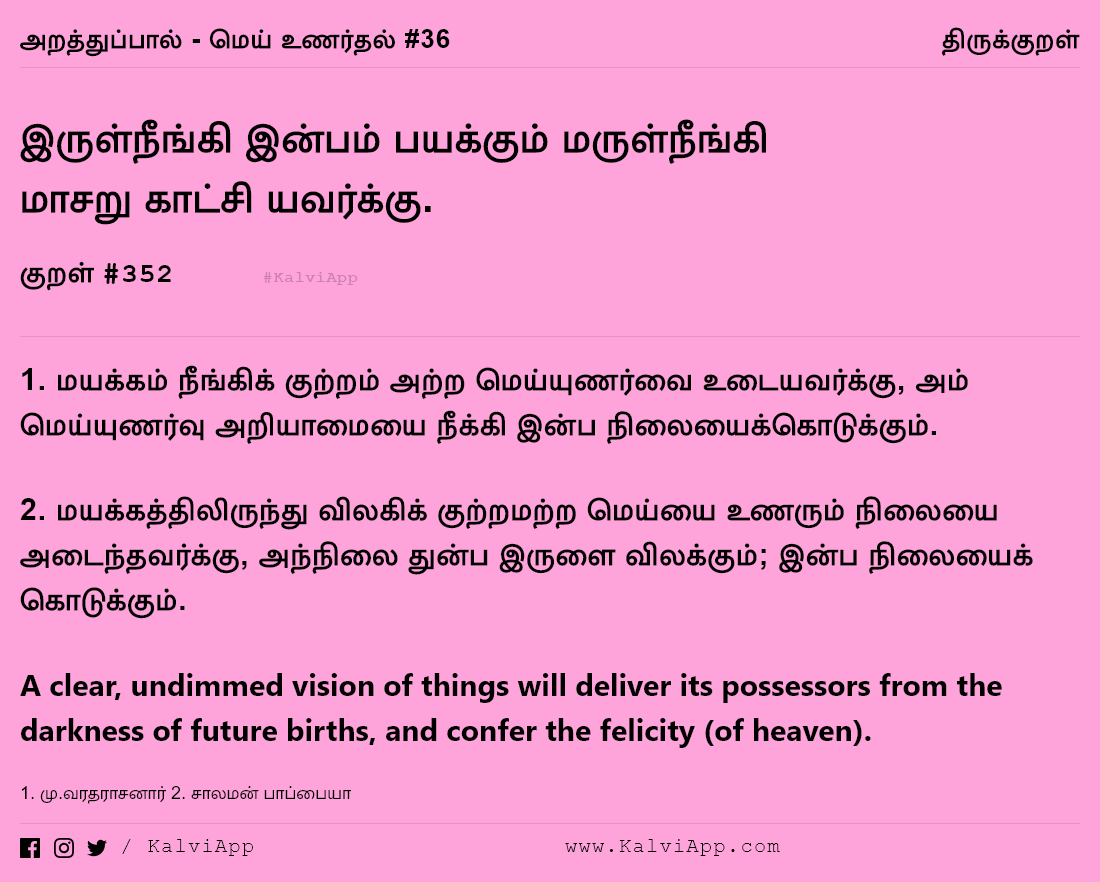 அறத்துப்பால் - மெய் உணர்தல் #36
திருக்குறள்
இருள்நீங்கி இன்பம் பயக்கும் மருள்நீங்கி
மாசறு காட்சி யவர்க்கு.
குறள் #352
#KalviApp
1. மயக்கம் நீங்கிக் குற்றம் அற்ற மெய்யுணர்வை உடையவர்க்கு, அம்
மெய்யுணர்வு அறியாமையை நீக்கி இன்ப நிலையைக்கொடுக்கும்.
2. மயக்கத்திலிருந்து விலகிக் குற்றமற்ற மெய்யை உணரும் நிலையை
அடைந்தவர்க்கு, அந்நிலை துன்ப இருளை விலக்கும்; இன்ப நிலையைக்
கொடுக்கும்.
A clear, undimmed vision of things will deliver its possessors from the
darkness of future births, and confer the felicity (of heaven).
1. மு.வரதராசனார் 2. சாலமன் பாப்பையா
/ KalviApp
www.KalviApp.com